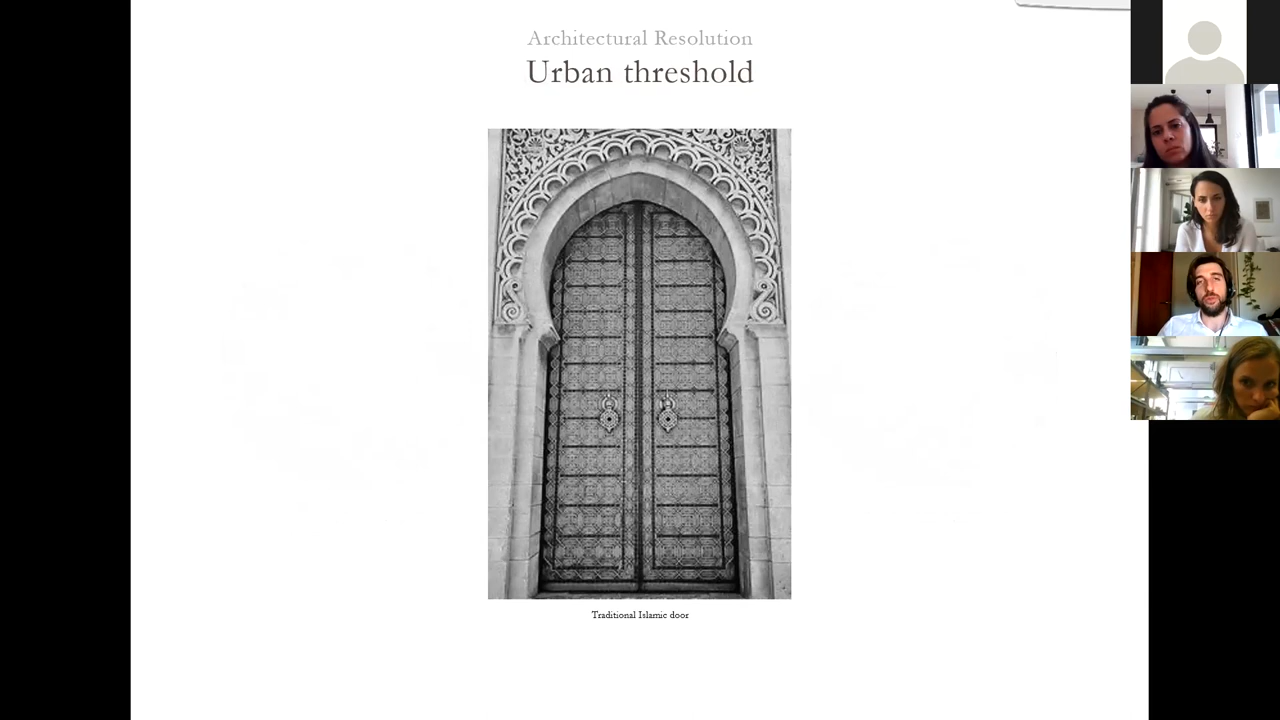 Architectural Resolution
Urban threshold
Traditional Islamic door